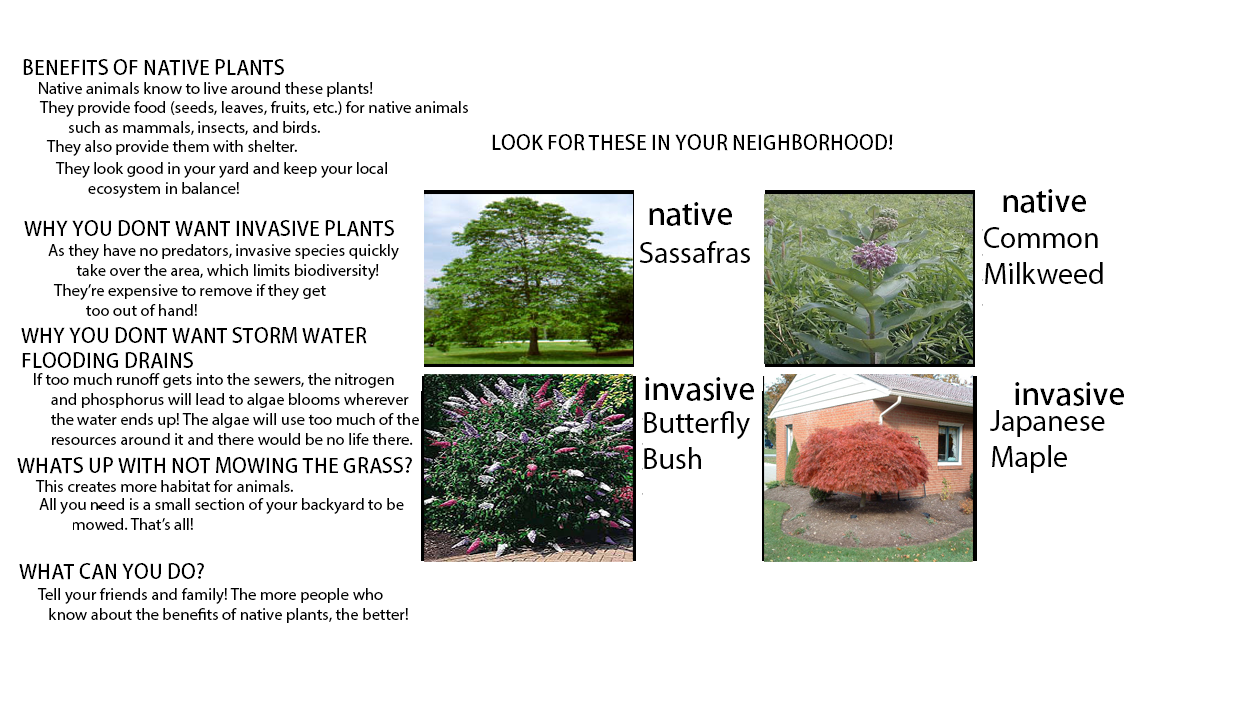 BENEFITS OF NATIVE PLANTS
Native animals know to live around these plants!
They provide food (seeds, leaves, fruits, etc.) for native animals
such as mammals, insects, and birds.
They also provide them with shelter.
They look good in your yard and keep your local
ecosystem in balance!
WHY YOU DONT WANT INVASIVE PLANTS
As they have no predators, invasive species quickly
take over the area, which limits biodiversity!
They're expensive to remove if they get
too out of hand!
WHY YOU DONT WANT STORM WATER
FLOODING DRAINS
If too much runoff gets into the sewers, the nitrogen
and phosphorus will lead to algae blooms wherever
the water ends up! The algae will use too much of the
resources around it and there would be no life there.
WHATS UP WITH NOT MOWING THE GRASS?
This creates more habitat for animals.
All you need is a small section of your backyard to be
mowed. That's all!
WHAT CAN YOU DO?
Tell your friends and family! The more people who
know about the benefits of native plants, the better!
LOOK FOR THESE IN YOUR NEIGHBORHOOD!
native
Sassafras
native
Common
Milkweed
invasive
Butterfly
Bush
invasive
Japanese
Maple